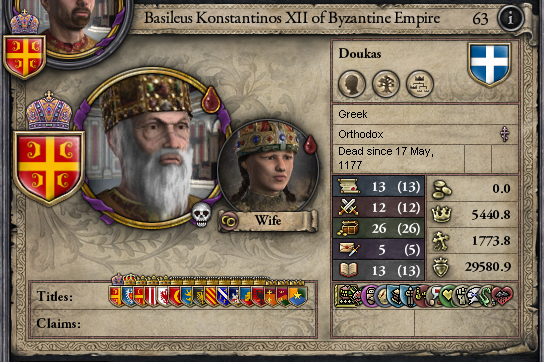 Basileus Konstantinos XII of Byzantine Empire 63
Doukas
Greek
Orthodox
Dead since 17 May,
1177
Wife
13 (13)
12 (12)
26 (26)
5 (5)
13 (13)
0.0
5440.8
1773.8
29580.9
Titles:
Claims: